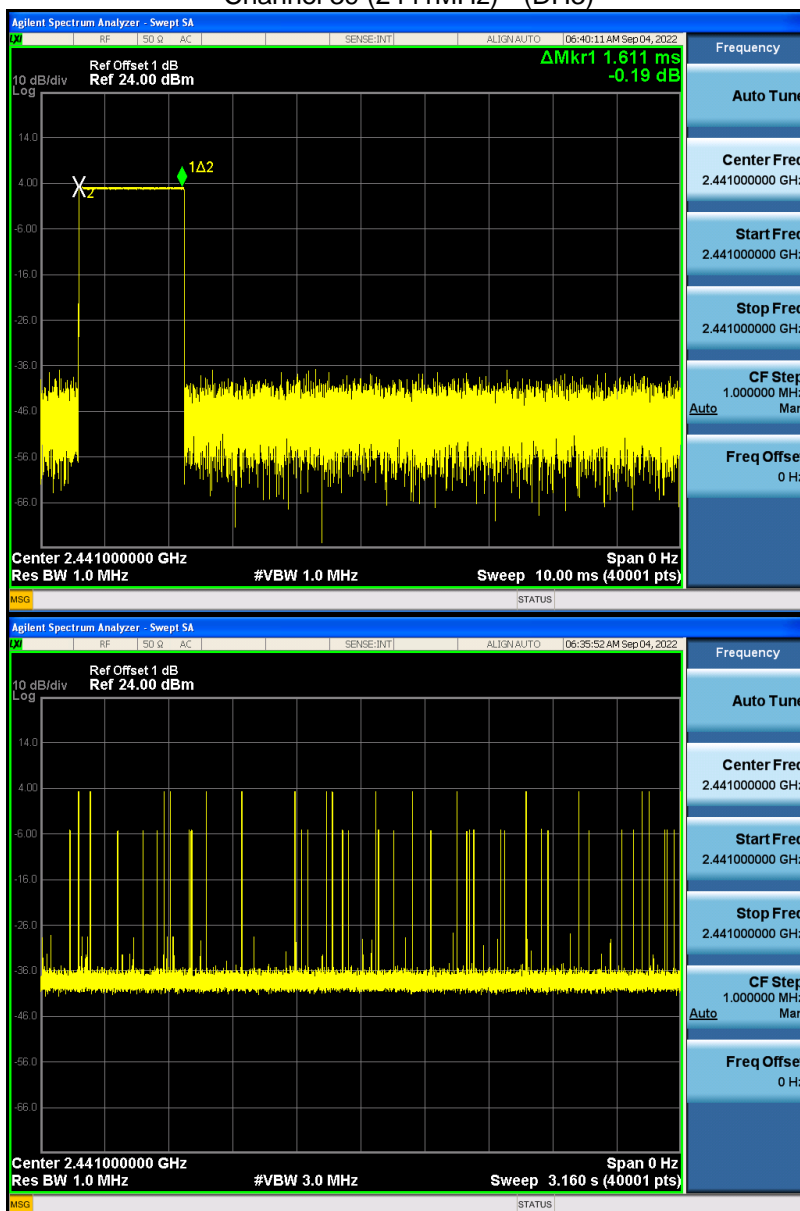 Agilent Spectrum Analyzer - Swept SA
LXI RF 50 Ω AC SENSE:INT ALIGN AUTO 06:40:11 AM Sep 04, 2022
Frequency
ΔMkr1 1.611 ms
-0.19 dB
Ref Offset 1 dB
10 dB/div Ref 24.00 dBm
Log
14.0
4.00
-6.00
-16.0
-26.0
-36.0
-46.0
-56.0
-66.0
1Δ2
X2
Center 2.441000000 GHz Span 0 Hz
Res BW 1.0 MHz #VBW 1.0 MHz Sweep 10.00 ms (40001 pts)
MSG STATUS
Auto Tune
Center Freq
2.441000000 GHz
Start Freq
2.441000000 GHz
Stop Freq
2.441000000 GHz
CF Step
1.000000 MHz
Auto Man
Freq Offset
0 Hz
Agilent Spectrum Analyzer - Swept SA
LXI RF 50 Ω AC SENSE:INT ALIGN AUTO 06:35:52 AM Sep 04, 2022
Frequency
Ref Offset 1 dB
10 dB/div Ref 24.00 dBm
Log
14.0
4.00
-6.00
-16.0
-26.0
-36.0
-46.0
-56.0
-66.0
Center 2.441000000 GHz Span 0 Hz
Res BW 1.0 MHz #VBW 3.0 MHz Sweep 3.160 s (40001 pts)
MSG STATUS
Auto Tune
Center Freq
2.441000000 GHz
Start Freq
2.441000000 GHz
Stop Freq
2.441000000 GHz
CF Step
1.000000 MHz
Auto Man
Freq Offset
0 Hz